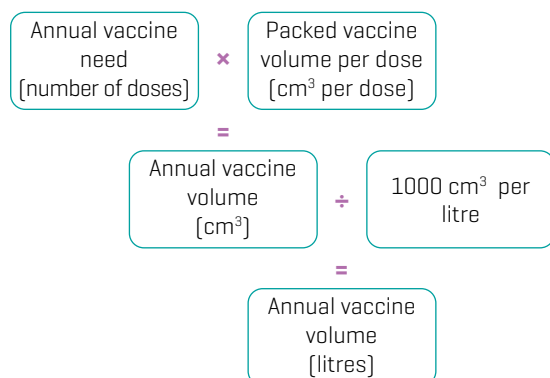 Annual vaccine
need
(number of doses)
×
Packed vaccine
volume per dose
(cm³ per dose)
=
Annual vaccine
volume
(cm³)
÷
1000 cm³ per
litre
=
Annual vaccine
volume
(litres)